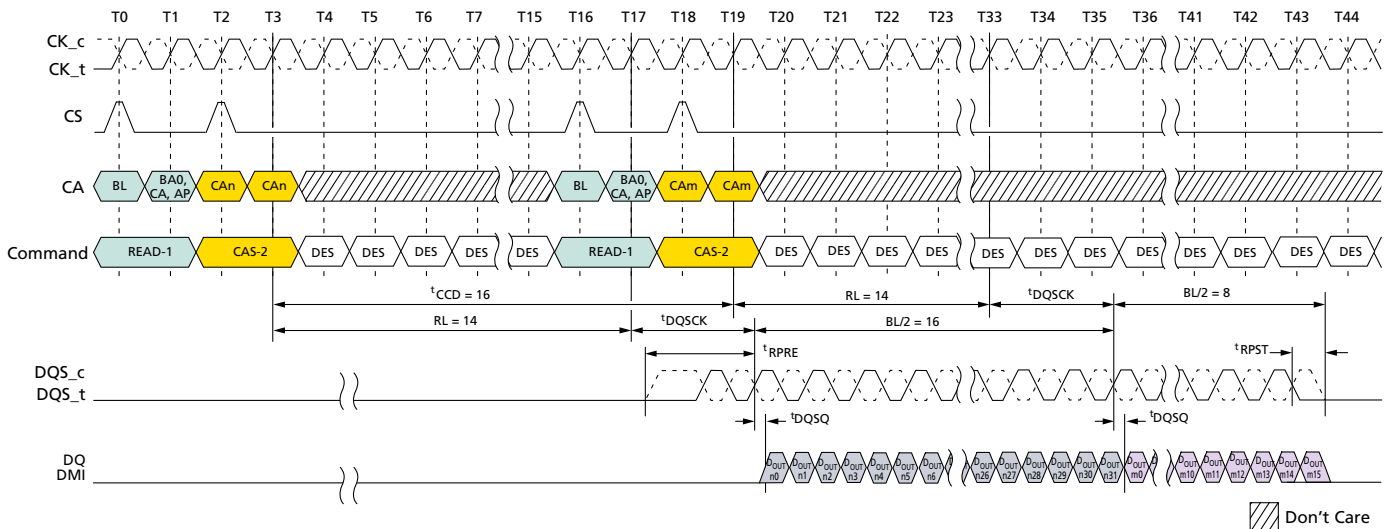 T0 T1 T2 T3 T4 T5 T6 T7 T15 T16 T17 T18 T19 T20 T21 T22 T23 T33 T34 T35 T36 T41 T42 T43 T44
CK_c
CK_t
CS
CA BL BA0, CA, AP CAn CAn BL BA0, CA, AP CAm CAm
Command READ-1 CAS-2 DES DES DES DES DES READ-1 CAS-2 DES DES DES DES DES DES DES DES DES DES DES DES
tCCD = 16 RL = 14 tDQSCK BL/2 = 8
RL = 14 tDQSCK BL/2 = 16
tRPRE tRPST
DQS_c
DQS_t
tDQSQ tDQSQ
DQ
DMI
DOUT n0 DOUT n1 DOUT n2 DOUT n3 DOUT n4 DOUT n5 DOUT n6 D DOUT n26 DOUT n27 DOUT n28 DOUT n29 DOUT n30 DOUT n31 DOUT m0 D DOUT m10 DOUT m11 DOUT m12 DOUT m13 DOUT m14 DOUT m15
Don't Care